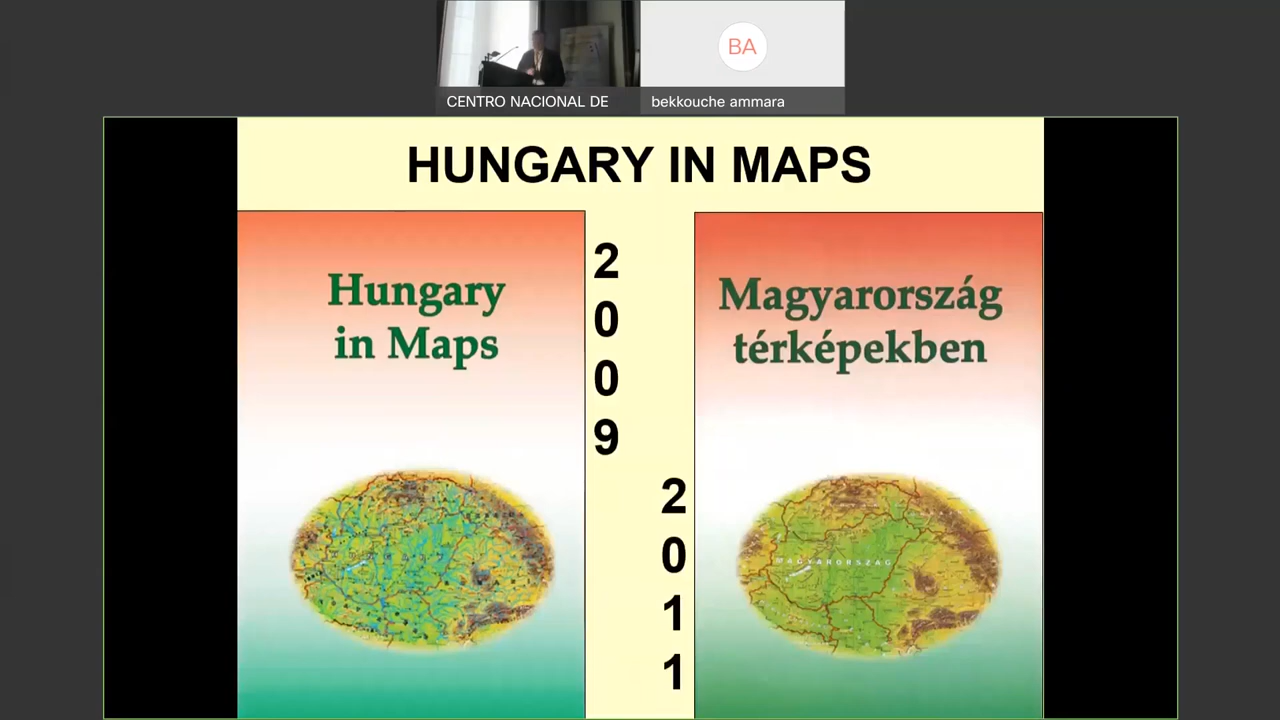 CENTRO NACIONAL DE
BA
bekkouche ammara
HUNGARY IN MAPS
Hungary
in Maps
2
0
0
9
2
0
1
1
Magyarország
térképekben
MAGYARORSZÁG